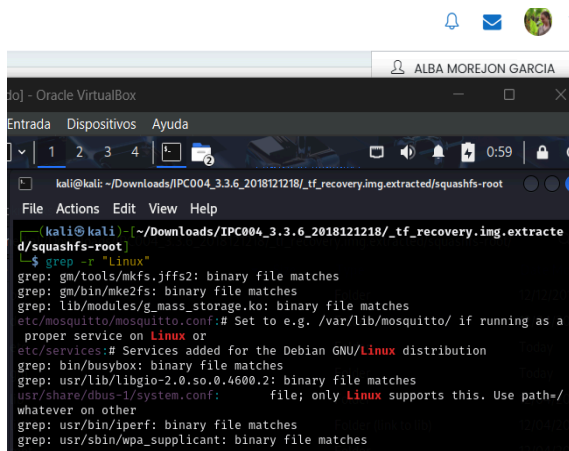 ALBA MOREJON GARCIA
do] - Oracle VirtualBox
Entrada Dispositivos Ayuda
1 2 3 4 2 0:59
kali@kali: ~/Downloads/IPC004_3.3.6_2018121218/_tf_recovery.img.extracted/squashfs-root
File Actions Edit View Help
(kali㉿kali)-[~/Downloads/IPC004_3.3.6_2018121218/_tf_recovery.img.extracte
d/squashfs-root]
$ grep -r "Linux"
grep: gm/tools/mkfs.jffs2: binary file matches
grep: gm/bin/mke2fs: binary file matches
grep: lib/modules/g_mass_storage.ko: binary file matches
etc/mosquitto/mosquitto.conf:# Set to e.g. /var/lib/mosquitto/ if running as a
proper service on Linux or
etc/services:# Services added for the Debian GNU/Linux distribution
grep: bin/busybox: binary file matches
grep: usr/lib/libgio-2.0.so.0.4600.2: binary file matches
usr/share/dbus-1/system.conf: file; only Linux supports this. Use path=/
whatever on other
grep: usr/bin/iperf: binary file matches
grep: usr/sbin/wpa_supplicant: binary file matches